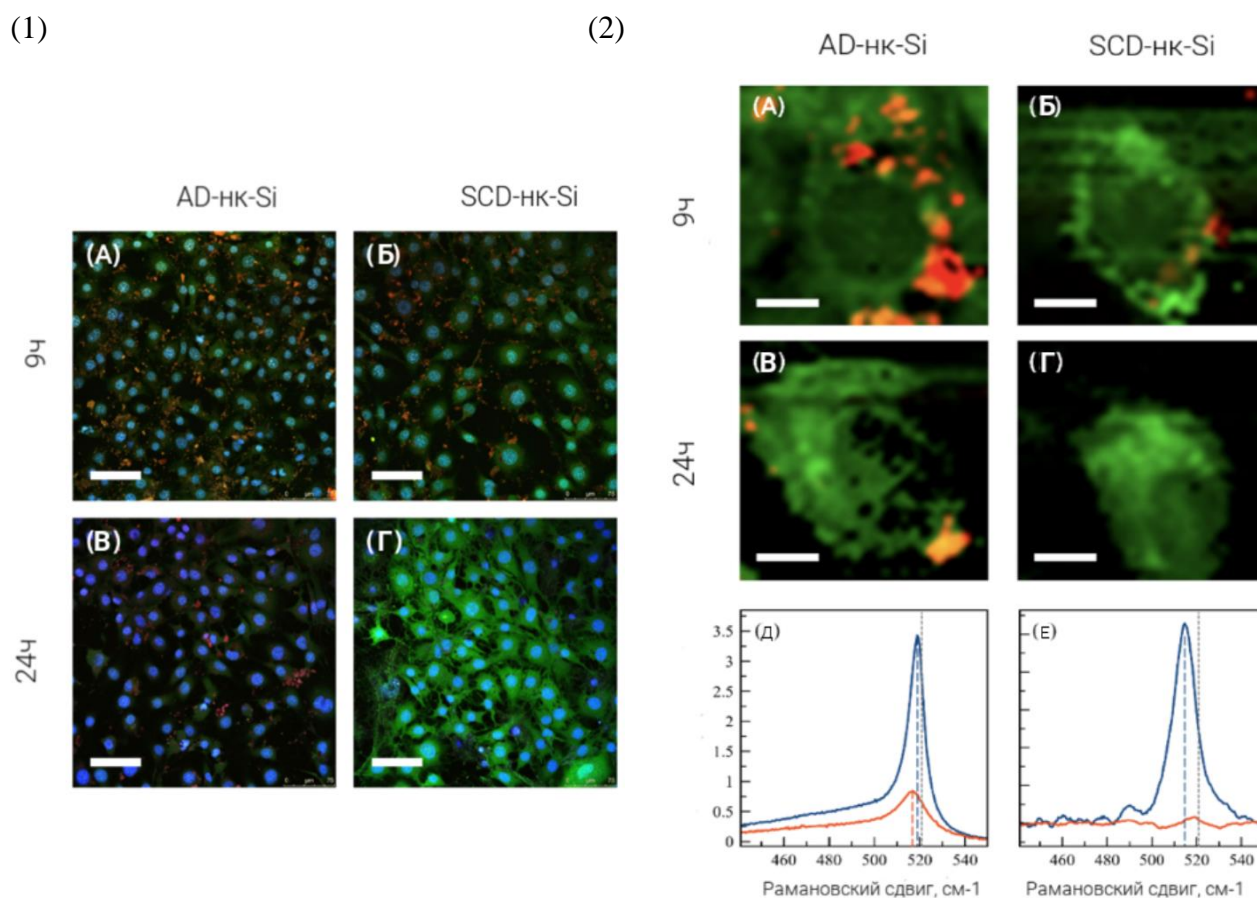 (1)
AD-нк-Si
SCD-нк-Si
9ч
24ч
(А)
(Б)
(В)
(Г)
(2)
AD-нк-Si
SCD-нк-Si
9ч
24ч
(А)
(Б)
(В)
(Г)
(Д)
3.5
3
2.5
2
1.5
1
0.5
0
460
480
500
520
540
Рамановский сдвиг, см-1
(Е)
460
480
500
520
540
Рамановский сдвиг, см-1